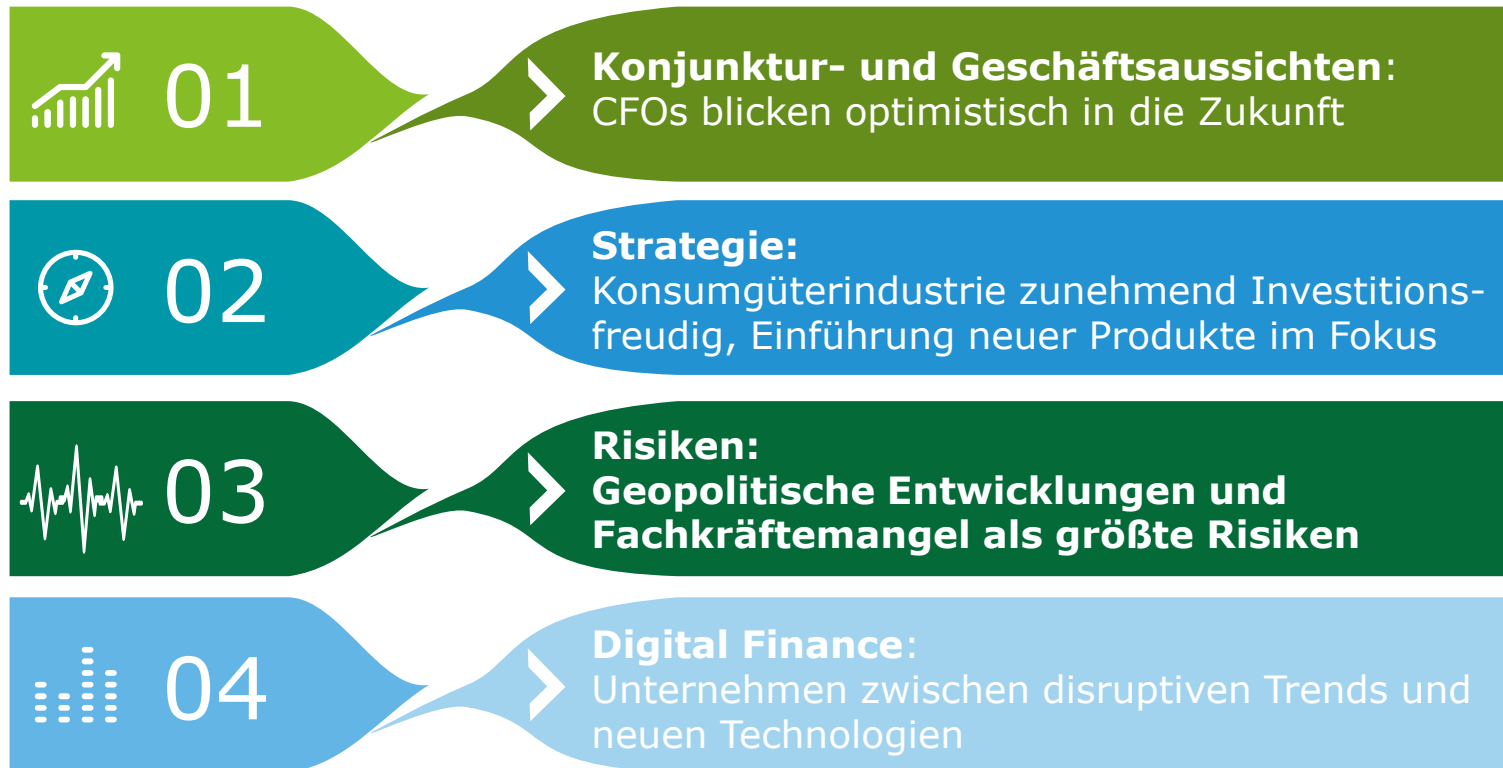 01
Konjunktur- und Geschäftsaussichten:
CFOs blicken optimistisch in die Zukunft
02
Strategie:
Konsumgüterindustrie zunehmend Investitions-
freudig, Einführung neuer Produkte im Fokus
03
Risiken:
Geopolitische Entwicklungen und
Fachkräftemangel als größte Risiken
04
Digital Finance:
Unternehmen zwischen disruptiven Trends und
neuen Technologien